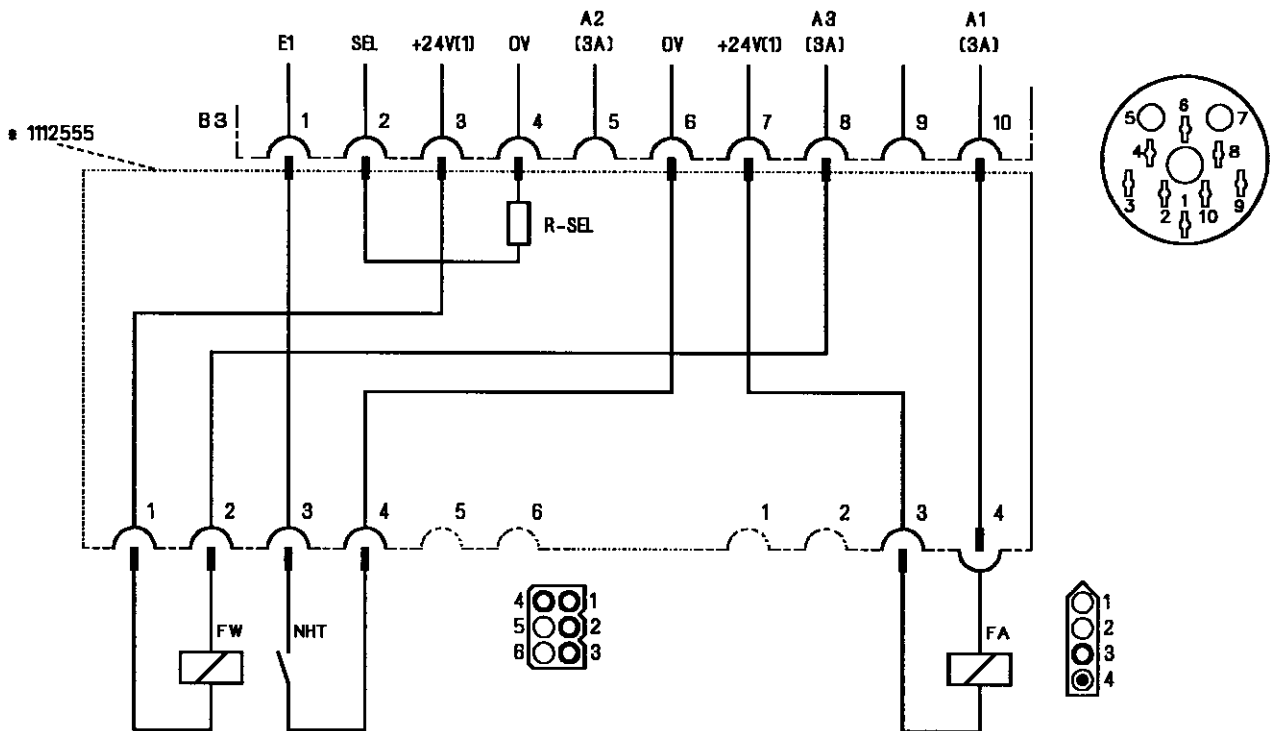 E1 SEL +24V(1) 0V A2 (3A) 0V +24V(1) A3 (3A) A1 (3A)
B3 1 2 3 4 5 6 7 8 9 10
* 1112555
R-SEL
5 6 7
4 8
3 2 1 10 9
1 2 3 4 5 6 1 2 3 4
FW NHT FA
4 1
5 2
6 3
1
2
3
4